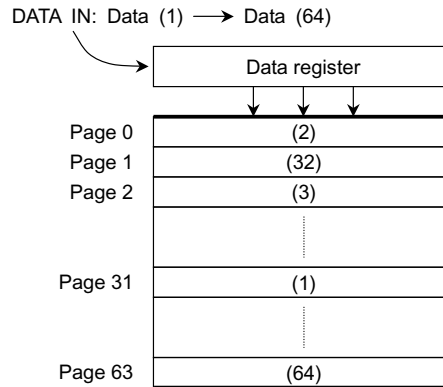 DATA IN: Data (1) → Data (64)
Data register
Page 0 (2)
Page 1 (32)
Page 2 (3)
Page 31 (1)
Page 63 (64)